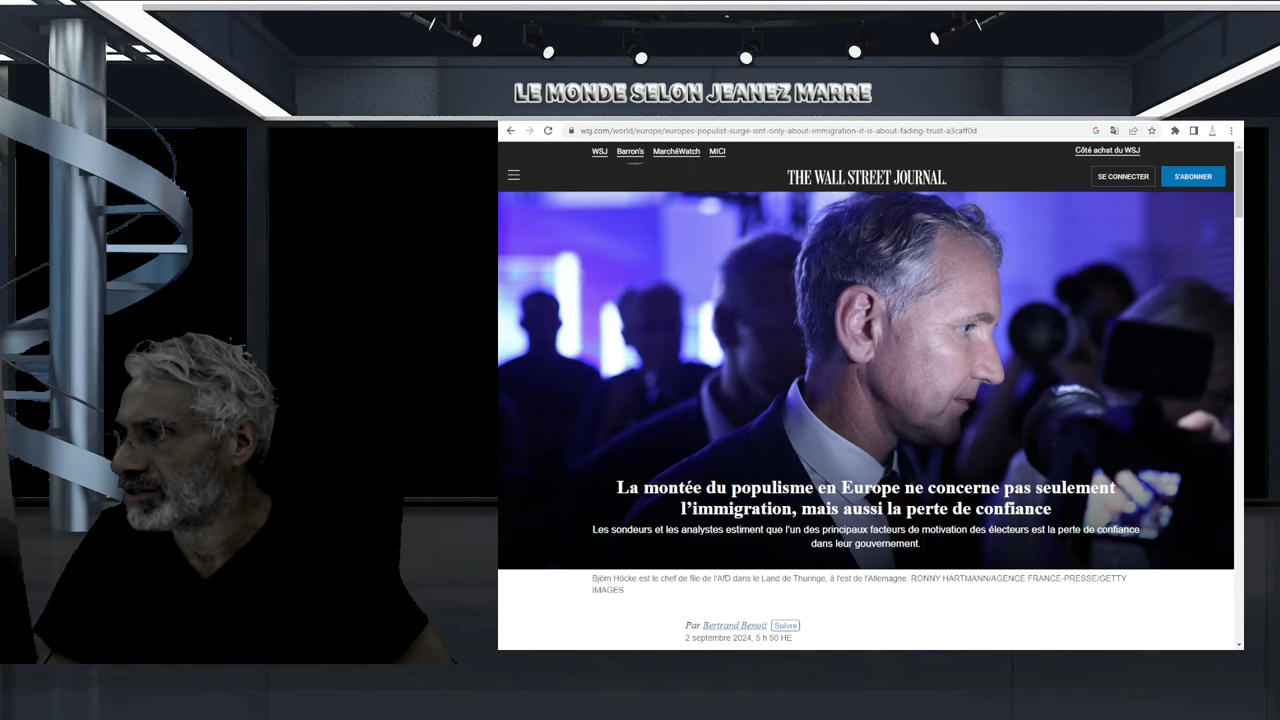 LE MONDE SELON JEANEZ MARRE
wsj.com/world/europe/europes-populist-surge-isnt-only-about-immigration-it-is-about-fading-trust-a3caff0d
WSJ Barron's MarchéWatch MICI
Côté achat du WSJ
THE WALL STREET JOURNAL.
SE CONNECTER
S'ABONNER
La montée du populisme en Europe ne concerne pas seulement
l'immigration, mais aussi la perte de confiance
Les sondeurs et les analystes estiment que l'un des principaux facteurs de motivation des électeurs est la perte de confiance
dans leur gouvernement.
Björn Höcke est le chef de file de l'AfD dans le Land de Thuringe, à l'est de l'Allemagne. RONNY HARTMANN/AGENCE FRANCE-PRESSE/GETTY
IMAGES
Par Bertrand Benoit Suivre
2 septembre 2024, 5 h 50 HE